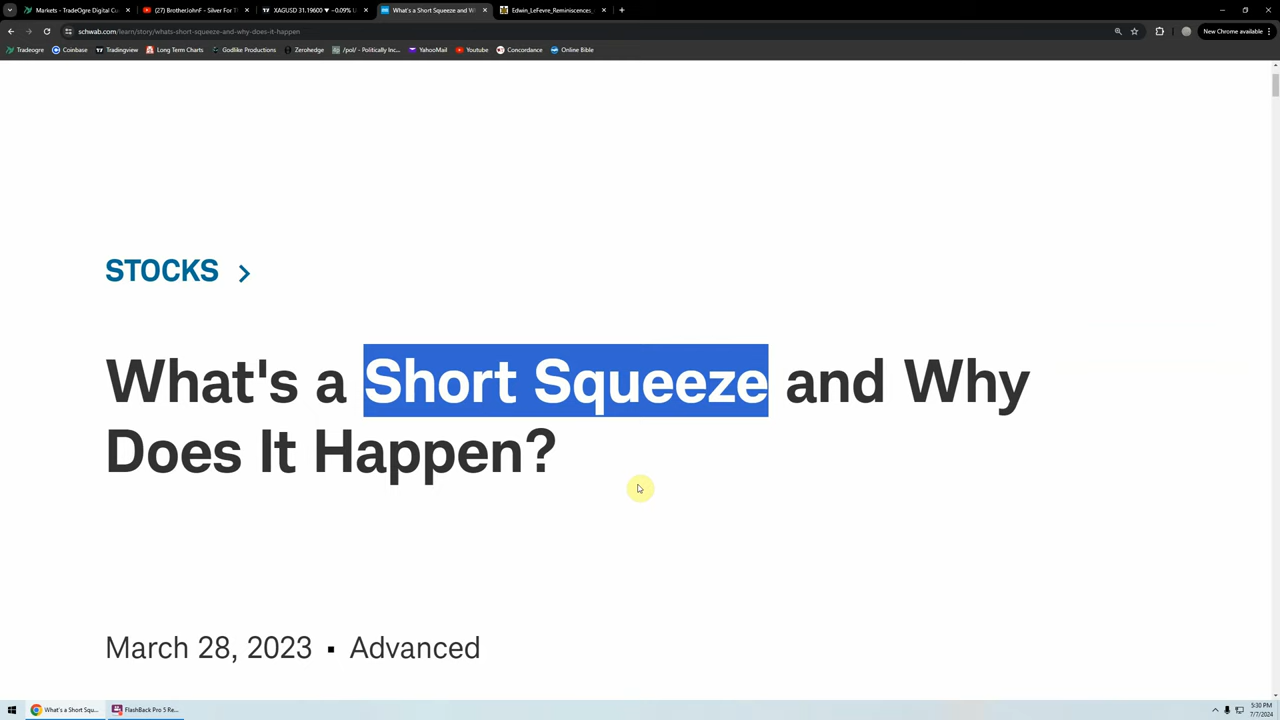 Markets - TradeOgre Digital Cu
(27) BrotherJohnF - Silver For T
XAGUSD 31.19600 ▼ −0.09% U
What's a Short Squeeze and W
Edwin_LeFevre_Reminiscences_
schwab.com/learn/story/whats-short-squeeze-and-why-does-it-happen
New Chrome available
Tradeogre
Coinbase
Tradingview
Long Term Charts
Godlike Productions
Zerohedge
/pol/ - Politically Inc...
YahooMail
Youtube
Concordance
Online Bible
STOCKS >
What's a Short Squeeze and Why
Does It Happen?
March 28, 2023 ▪ Advanced
What's a Short Squ...
FlashBack Pro 5 Re...
5:30 PM
7/7/2024